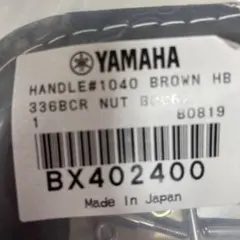 YAMAHA
HANDLE#1040 BROWN HB
336BCR NUT
1 B0819
BX402400
Made in Japan